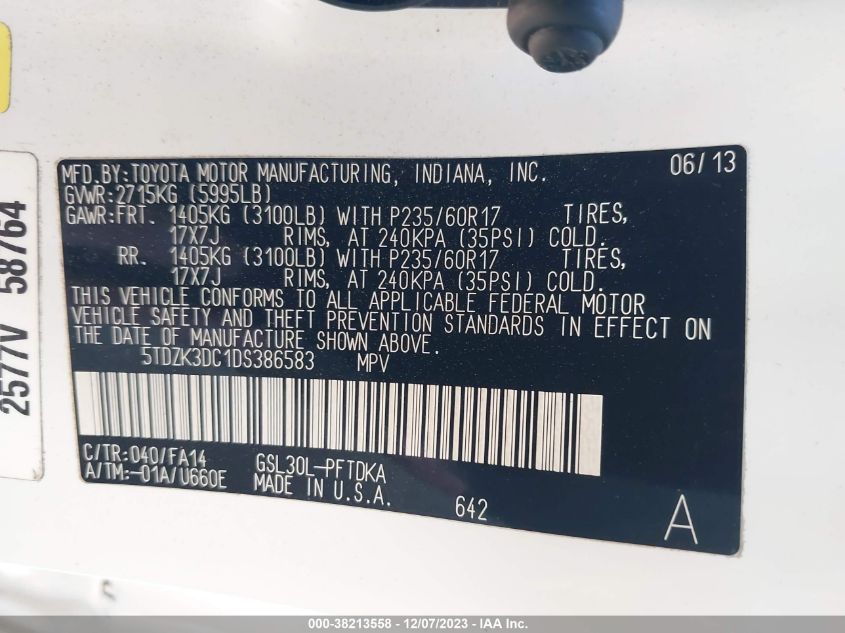 MFD.BY:TOYOTA MOTOR MANUFACTURING, INDIANA, INC. 06/13
GVWR:2715KG (5995LB)
GAWR:FRT. 1405KG (3100LB) WITH P235/60R17 TIRES,
17X7J RIMS, AT 240KPA (35PSI) COLD.
RR. 1405KG (3100LB) WITH P235/60R17 TIRES,
17X7J RIMS, AT 240KPA (35PSI) COLD.
THIS VEHICLE CONFORMS TO ALL APPLICABLE FEDERAL MOTOR
VEHICLE SAFETY AND THEFT PREVENTION STANDARDS IN EFFECT ON
THE DATE OF MANUFACTURE SHOWN ABOVE.
5TDZK3DC1DS386583 MPV
C/TR:040/FA14 GSL30L-PFTDKA
A/TM:-01A/U660E MADE IN U.S.A.
642
A
2577V 58764
000-38213558 - 12/07/2023 - IAA Inc.